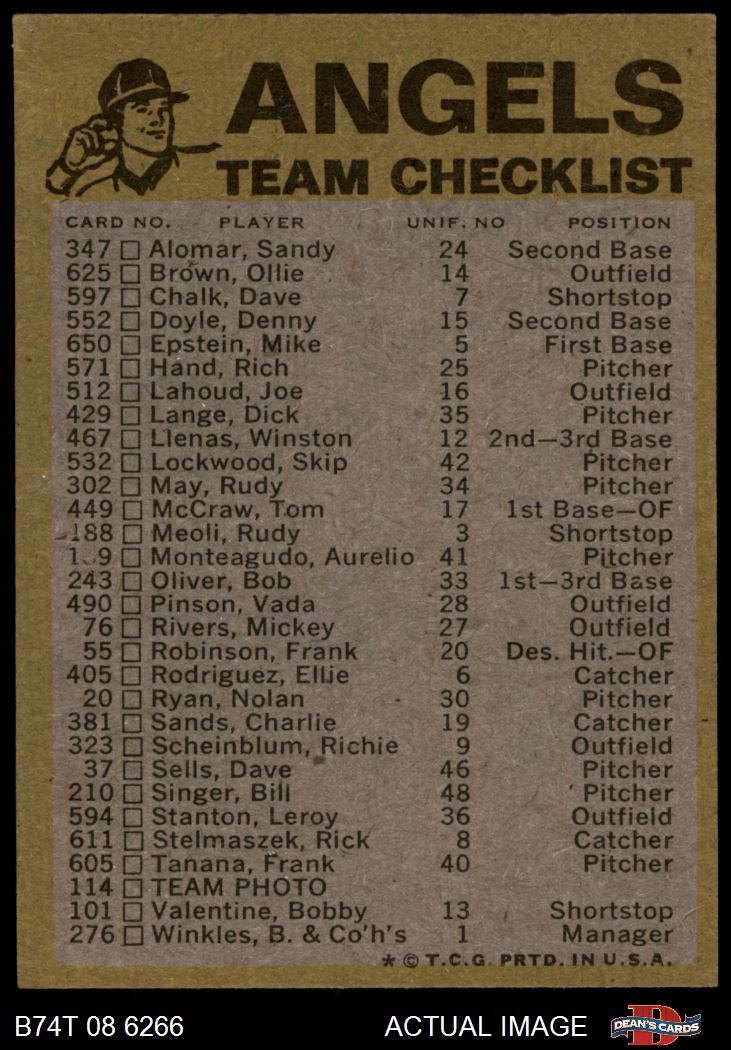 ANGELS
TEAM CHECKLIST
CARD NO. PLAYER UNIF. NO POSITION
347 Alomar, Sandy 24 Second Base
625 Brown, Ollie 14 Outfield
597 Chalk, Dave 7 Shortstop
552 Doyle, Denny 15 Second Base
650 Epstein, Mike 5 First Base
571 Hand, Rich 25 Pitcher
512 Lahoud, Joe 16 Outfield
429 Lange, Dick 35 Pitcher
467 Llenas, Winston 12 2nd—3rd Base
532 Lockwood, Skip 42 Pitcher
302 May, Rudy 34 Pitcher
449 McCraw, Tom 17 1st Base—OF
188 Meoli, Rudy 3 Shortstop
Monteagudo, Aurelio 41 Pitcher
243 Oliver, Bob 33 1st—3rd Base
490 Pinson, Vada 28 Outfield
76 Rivers, Mickey 27 Outfield
55 Robinson, Frank 20 Des. Hit.—OF
405 Rodriguez, Ellie 6 Catcher
20 Ryan, Nolan 30 Pitcher
381 Sands, Charlie 19 Catcher
323 Scheinblum, Richie 9 Outfield
37 Sells, Dave 46 Pitcher
210 Singer, Bill 48 Pitcher
594 Stanton, Leroy 36 Outfield
611 Stelmaszek, Rick 8 Catcher
605 Tanana, Frank 40 Pitcher
114 TEAM PHOTO
101 Valentine, Bobby 13 Shortstop
276 Winkles, B. & Co'h's 1 Manager
* © T.C.G. PRTD. IN U.S.A.
B74T 08 6266 ACTUAL IMAGE DEAN'S CARDS